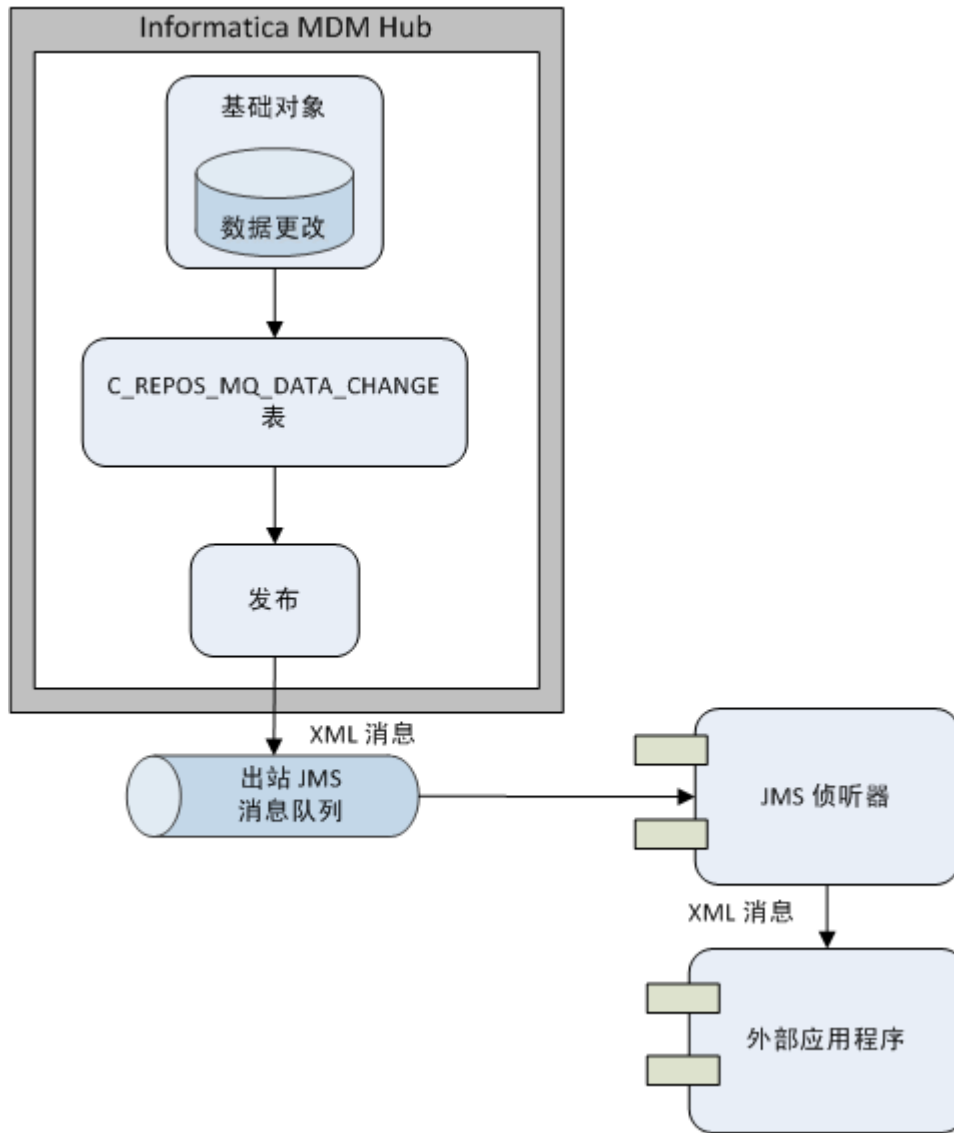 Informatica MDM Hub
基础对象
数据更改
C_REPOS_MQ_DATA_CHANGE
表
发布
XML 消息
出站 JMS
消息队列
JMS 侦听器
XML 消息
外部应用程序